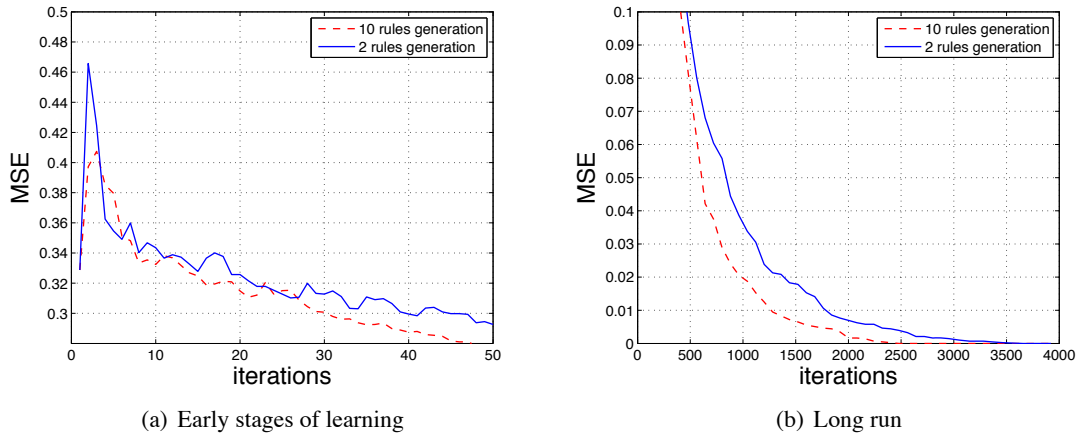 0.5
0.48
0.46
0.44
0.42
0.4
0.38
0.36
0.34
0.32
0.3
MSE
0 10 20 30 40 50
iterations
10 rules generation
2 rules generation
(a) Early stages of learning
0.1
0.09
0.08
0.07
0.06
0.05
0.04
0.03
0.02
0.01
0
MSE
0 500 1000 1500 2000 2500 3000 3500 4000
iterations
10 rules generation
2 rules generation
(b) Long run